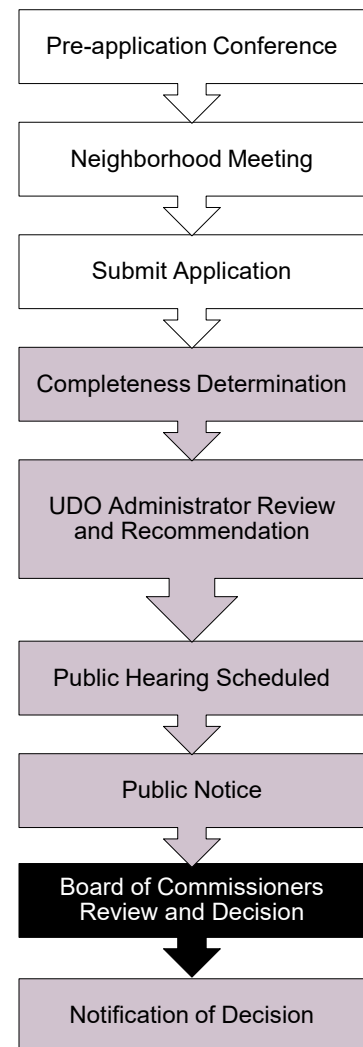 Pre-application Conference
Neighborhood Meeting
Submit Application
Completeness Determination
UDO Administrator Review
and Recommendation
Public Hearing Scheduled
Public Notice
Board of Commissioners
Review and Decision
Notification of Decision